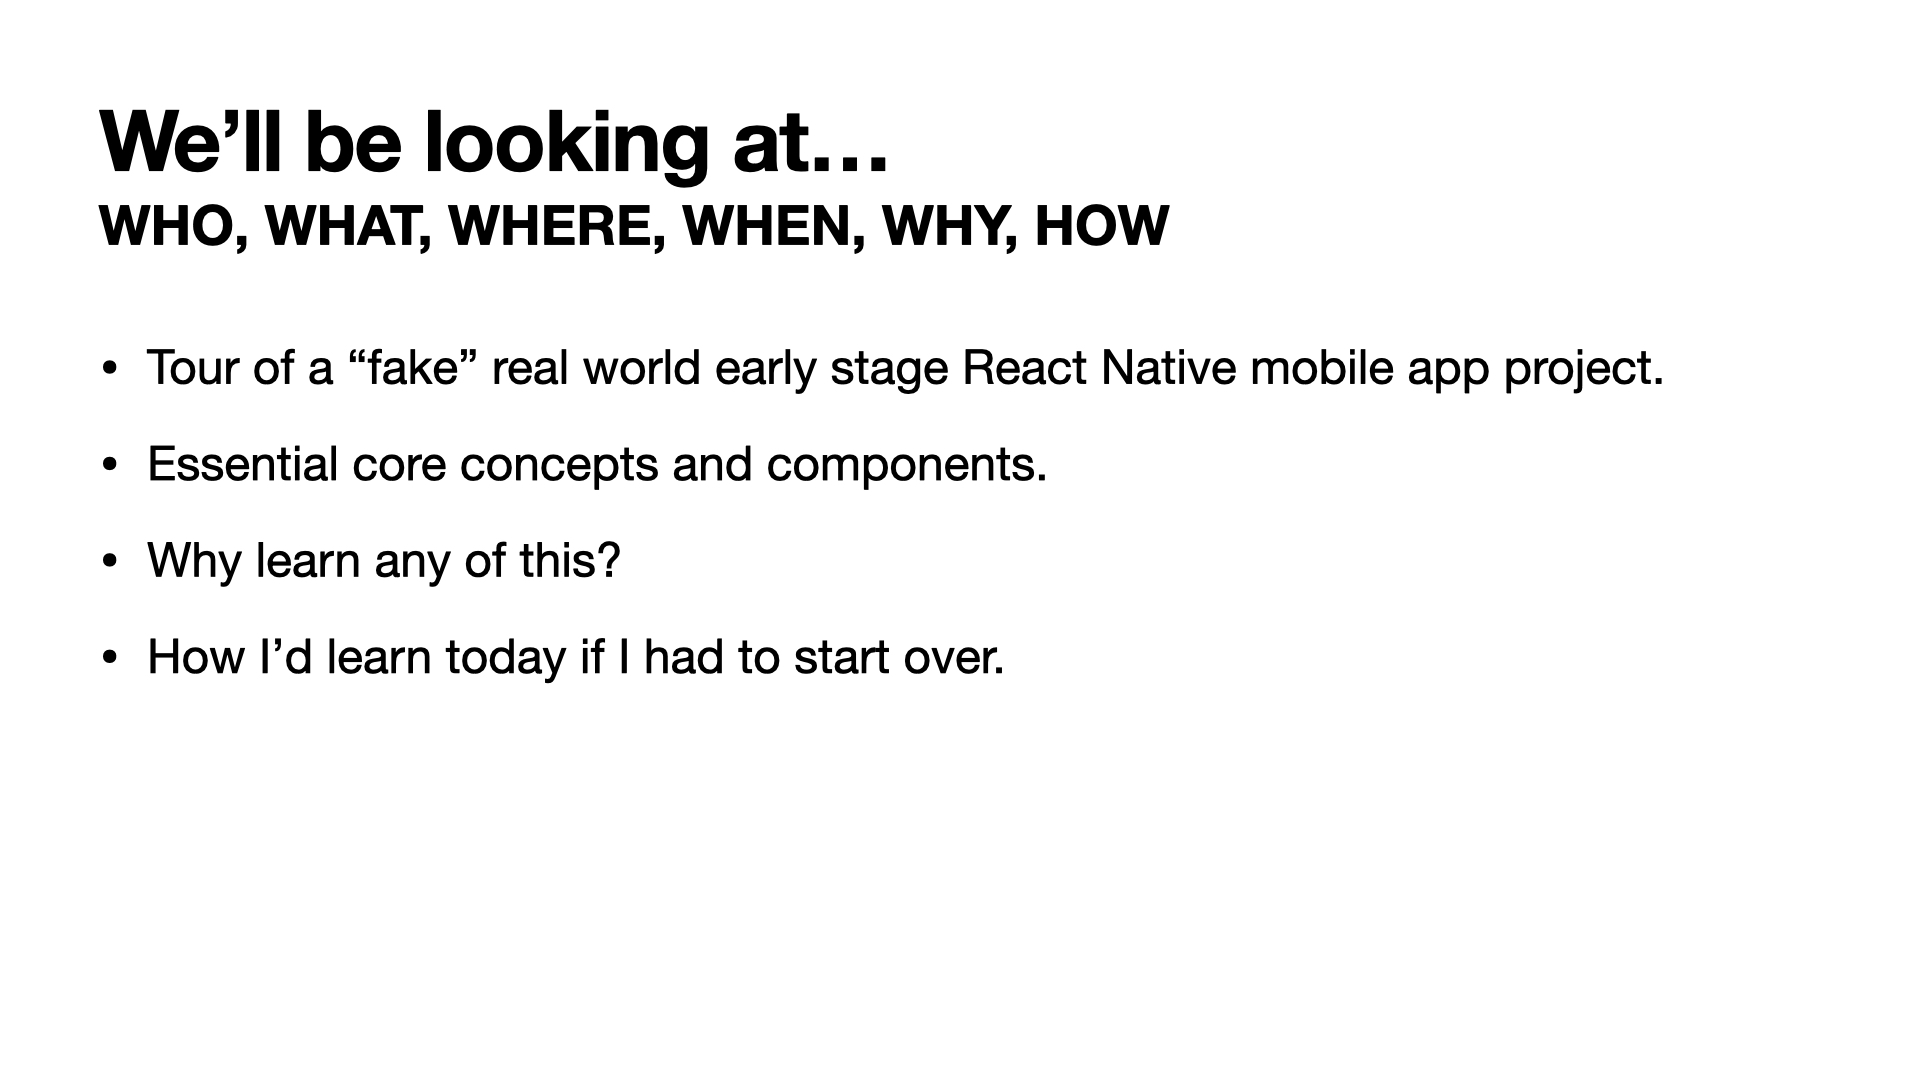 We’ll be looking at…
WHO, WHAT, WHERE, WHEN, WHY, HOW
• Tour of a “fake” real world early stage React Native mobile app project.
• Essential core concepts and components.
• Why learn any of this?
• How I’d learn today if I had to start over.